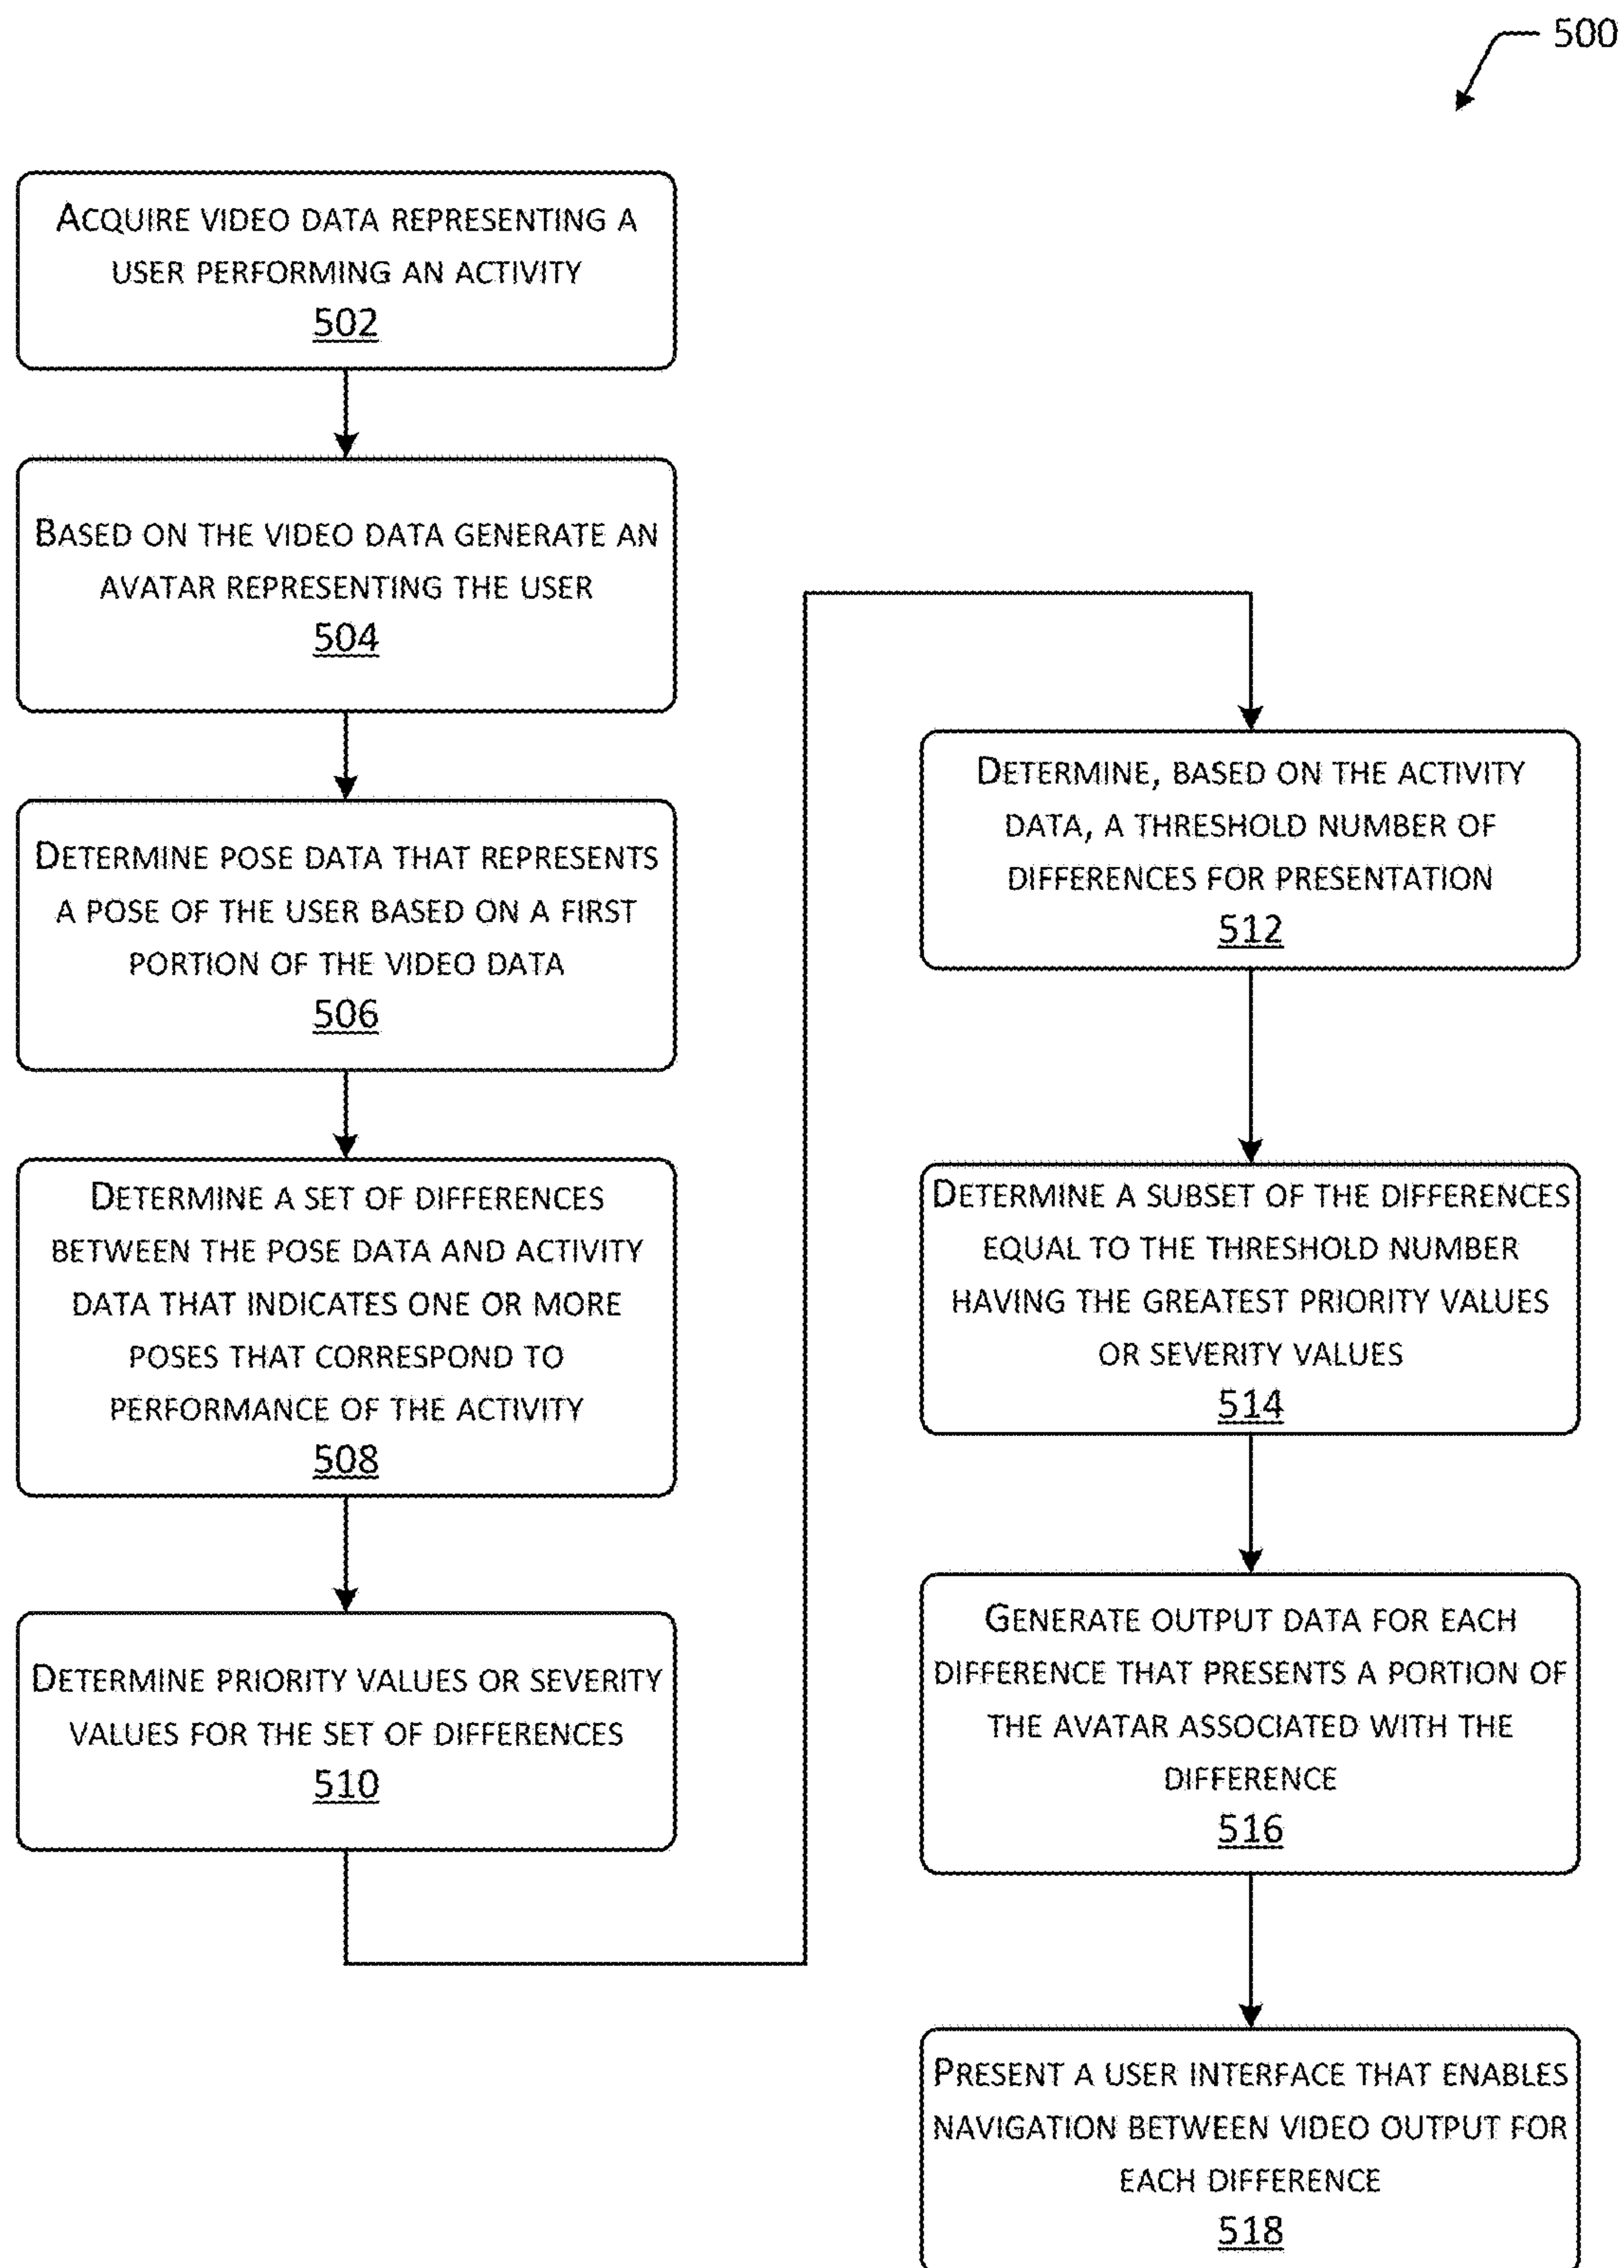 500
ACQUIRE VIDEO DATA REPRESENTING A
USER PERFORMING AN ACTIVITY
502
BASED ON THE VIDEO DATA GENERATE AN
AVATAR REPRESENTING THE USER
504
DETERMINE POSE DATA THAT REPRESENTS
A POSE OF THE USER BASED ON A FIRST
PORTION OF THE VIDEO DATA
506
DETERMINE A SET OF DIFFERENCES
BETWEEN THE POSE DATA AND ACTIVITY
DATA THAT INDICATES ONE OR MORE
POSES THAT CORRESPOND TO
PERFORMANCE OF THE ACTIVITY
508
DETERMINE PRIORITY VALUES OR SEVERITY
VALUES FOR THE SET OF DIFFERENCES
510
DETERMINE, BASED ON THE ACTIVITY
DATA, A THRESHOLD NUMBER OF
DIFFERENCES FOR PRESENTATION
512
DETERMINE A SUBSET OF THE DIFFERENCES
EQUAL TO THE THRESHOLD NUMBER
HAVING THE GREATEST PRIORITY VALUES
OR SEVERITY VALUES
514
GENERATE OUTPUT DATA FOR EACH
DIFFERENCE THAT PRESENTS A PORTION OF
THE AVATAR ASSOCIATED WITH THE
DIFFERENCE
516
PRESENT A USER INTERFACE THAT ENABLES
NAVIGATION BETWEEN VIDEO OUTPUT FOR
EACH DIFFERENCE
518